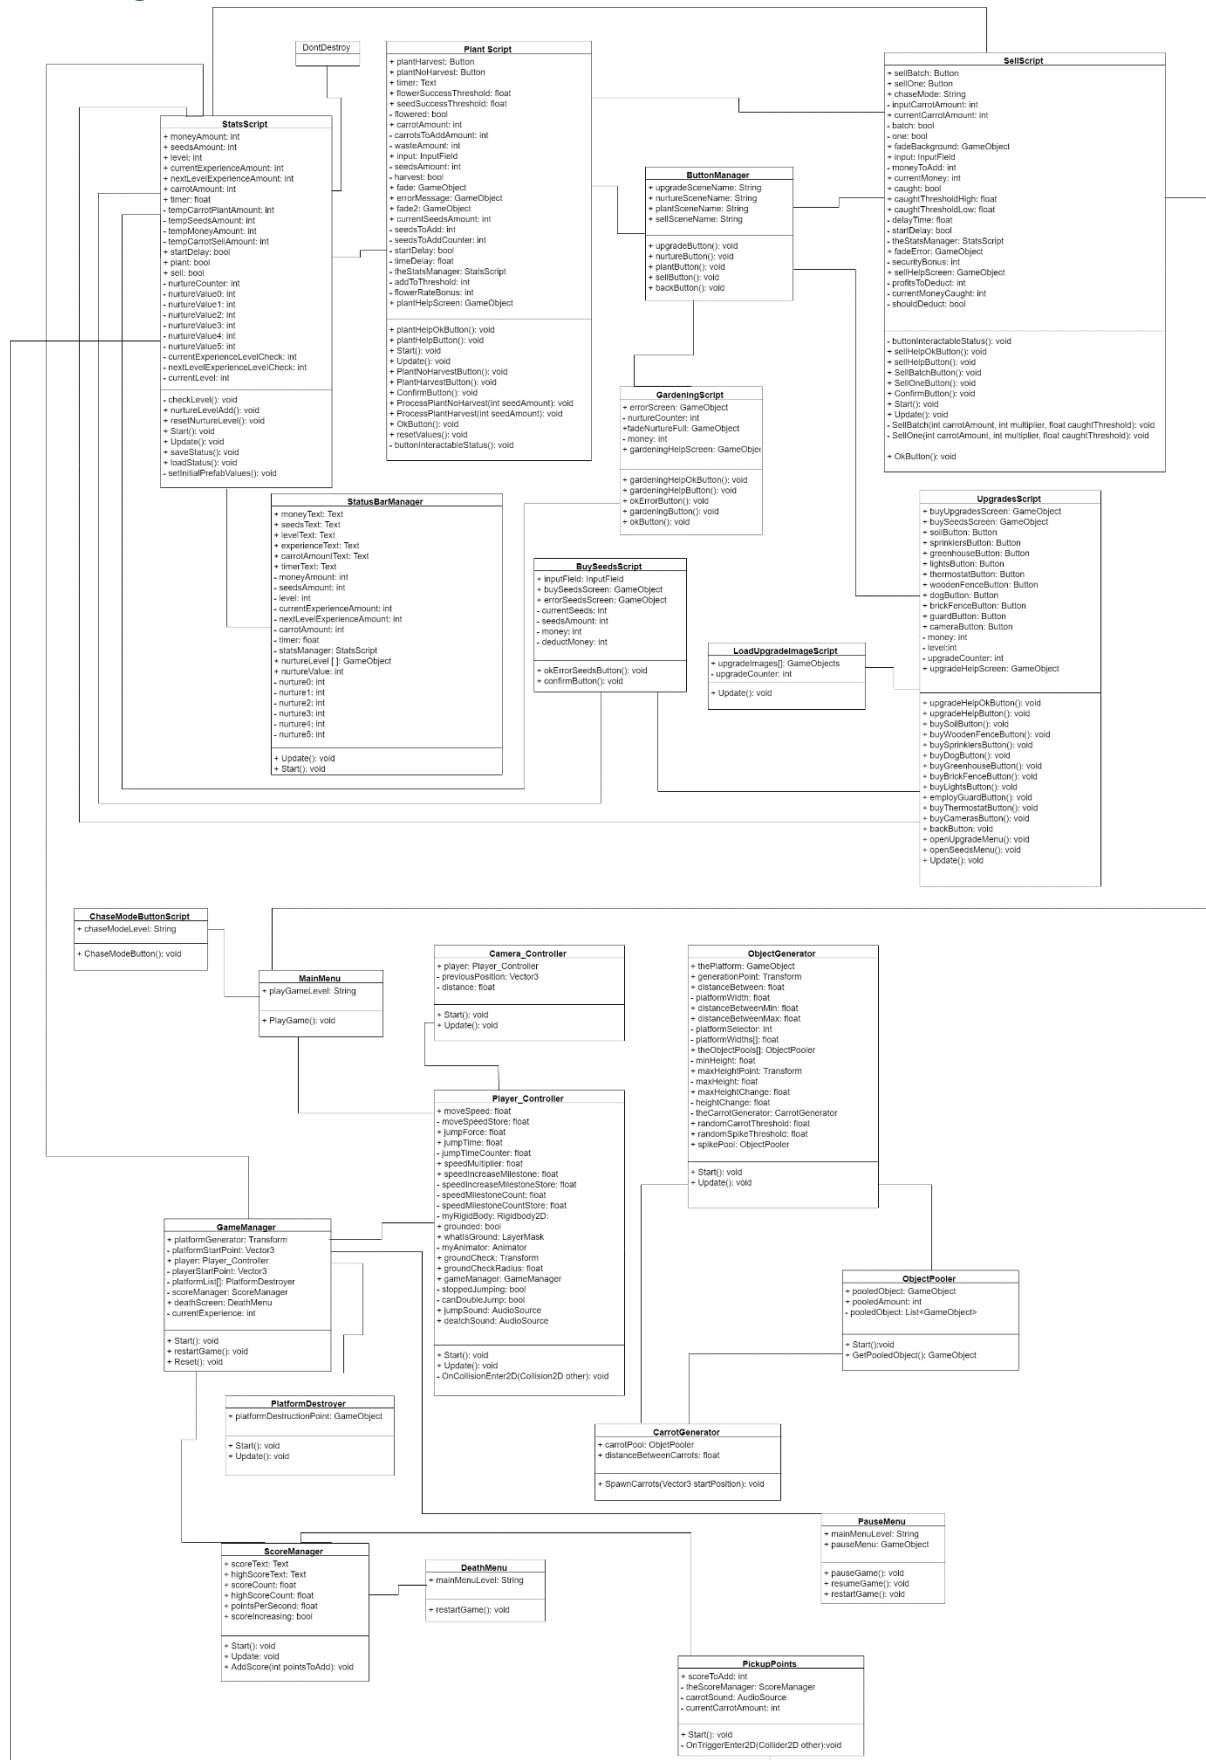 DontDestroy
Plant Script
+ plantHarvest: Button
+ plantNoHarvest: Button
+ timer: Text
+ flowerSuccessThreshold: float
+ seedSuccessThreshold: float
- flowered: bool
+ carrotAmount: int
- carrotsToAddAmount: int
- wasteAmount: int
+ input: InputField
- seedsAmount: int
- harvest: bool
+ fade: GameObject
+ errorMessage: GameObject
+ fade2: GameObject
+ currentSeedsAmount: int
- seedsToAdd: int
- seedsToAddCounter: int
- startDelay: bool
- timeDelay: float
- theStatsManager: StatsScript
- addToThreshold: int
- flowerRateBonus: int
+ plantHelpScreen: GameObject
+ plantHelpOkButton(): void
+ plantHelpButton(): void
+ Start(): void
+ Update(): void
+ PlantNoHarvestButton(): void
+ PlantHarvestButton(): void
+ ConfirmButton(): void
+ ProcessPlantNoHarvest(int seedAmount): void
+ ProcessPlantHarvest(int seedAmount): void
+ OkButton(): void
+ resetValues(): void
- buttonInteractableStatus(): void
SellScript
+ sellBatch: Button
+ sellOne: Button
+ chaseMode: String
- inputCarrotAmount: int
+ currentCarrotAmount: int
- batch: bool
- one: bool
+ fadeBackground: GameObject
+ input: InputField
- moneyToAdd: int
+ currentMoney: int
+ caught: bool
+ caughtThresholdHigh: float
+ caughtThresholdLow: float
- delayTime: float
- startDelay: bool
- theStatsManager: StatsScript
+ fadeError: GameObject
- securityBonus: int
+ sellHelpScreen: GameObject
- profitsToDeduct: int
- currentMoneyCaught: int
- shouldDeduct: bool
- buttonInteractableStatus(): void
+ sellHelpOkButton(): void
+ sellHelpButton(): void
+ SellBatchButton(): void
+ SellOneButton(): void
+ ConfirmButton(): void
+ Start(): void
+ Update(): void
- SellBatch(int carrotAmount, int multiplier, float caughtThreshold): void
- SellOne(int carrotAmount, int multiplier, float caughtThreshold): void
+ OkButton(): void
StatsScript
+ moneyAmount: int
+ seedsAmount: int
+ level: int
+ currentExperienceAmount: int
+ nextLevelExperienceAmount: int
+ carrotAmount: int
+ timer: float
- tempCarrotPlantAmount: int
- tempSeedsAmount: int
- tempMoneyAmount: int
- tempCarrotSellAmount: int
+ startDelay: bool
+ plant: bool
+ sell: bool
- nurtureCounter: int
- nurtureValue0: int
- nurtureValue1: int
- nurtureValue2: int
- nurtureValue3: int
- nurtureValue4: int
- nurtureValue5: int
- currentExperienceLevelCheck: int
- nextLevelExperienceLevelCheck: int
- currentLevel: int
- checkLevel(): void
+ nurtureLevelAdd(): void
+ resetNurtureLevel(): void
+ Start(): void
+ Update(): void
+ saveStatus(): void
+ loadStatus(): void
- setInitialPrefabValues(): void
ButtonManager
+ upgradeSceneName: String
+ nurtureSceneName: String
+ plantSceneName: String
+ sellSceneName: String
+ upgradeButton(): void
+ nurtureButton(): void
+ plantButton(): void
+ sellButton(): void
+ backButton(): void
GardeningScript
+ errorScreen: GameObject
- nurtureCounter: int
+fadeNurtureFull: GameObject
- money: int
+ gardeningHelpScreen: GameObjec
+ gardeningHelpOkButton(): void
+ gardeningHelpButton(): void
+ okErrorButton(): void
+ gardeningButton(): void
+ okButton(): void
StatusBarManager
+ moneyText: Text
+ seedsText: Text
+ levelText: Text
+ experienceText: Text
+ carrotAmountText: Text
+ timerText: Text
- moneyAmount: int
- seedsAmount: int
- level: int
- currentExperienceAmount: int
- nextLevelExperienceAmount: int
- carrotAmount: int
- timer: float
- statsManager: StatsScript
+ nurtureLevel [ ]: GameObject
+ nurtureValue: int
- nurture0: int
- nurture1: int
- nurture2: int
- nurture3: int
- nurture4: int
- nurture5: int
+ Update(): void
+ Start(): void
BuySeedsScript
+ inputField: InputField
+ buySeedsScreen: GameObject
+ errorSeedsScreen: GameObject
- currentSeeds: int
- seedsAmount: int
- money: int
- deductMoney: int
+ okErrorSeedsButton(): void
+ confirmButton(): void
LoadUpgradeImageScript
+ upgradeImages[]: GameObjects
- upgradeCounter: int
+ Update(): void
UpgradesScript
+ buyUpgradesScreen: GameObject
+ buySeedsScreen: GameObject
+ soilButton: Button
+ sprinklersButton: Button
+ greenhouseButton: Button
+ lightsButton: Button
+ thermostatButton: Button
+ woodenFenceButton: Button
+ dogButton: Button
+ brickFenceButton: Button
+ guardButton: Button
+ cameraButton: Button
- money: int
- level:int
- upgradeCounter: int
+ upgradeHelpScreen: GameObject
+ upgradeHelpOkButton(): void
+ upgradeHelpButton(): void
+ buySoilButton(): void
+ buyWoodenFenceButton(): void
+ buySprinklersButton(): void
+ buyDogButton(): void
+ buyGreenhouseButton(): void
+ buyBrickFenceButton(): void
+ buyLightsButton(): void
+ employGuardButton(): void
+ buyThermostatButton(): void
+ buyCamerasButton(): void
+ backButton(): void
+ openUpgradeMenu(): void
+ openSeedsMenu(): void
+ Update(): void
ChaseModeButtonScript
+ chaseModeLevel: String
+ ChaseModeButton(): void
MainMenu
+ playGameLevel: String
+ PlayGame(): void
Camera_Controller
+ player: Player_Controller
- previousPosition: Vector3
- distance: float
+ Start(): void
+ Update(): void
ObjectGenerator
+ thePlatform: GameObject
+ generationPoint: Transform
+ distanceBetween: float
- platformWidth: float
+ distanceBetweenMin: float
+ distanceBetweenMax: float
- platformSelector: int
- platformWidths[]: float
+ theObjectPools[]: ObjectPooler
- minHeight: float
+ maxHeightPoint: Transform
- maxHeight: float
+ maxHeightChange: float
- heightChange: float
- theCarrotGenerator: CarrotGenerator
+ randomCarrotThreshold: float
+ randomSpikeThreshold: float
+ spikePool: ObjectPooler
+ Start(): void
+ Update(): void
Player_Controller
+ moveSpeed: float
- moveSpeedStore: float
+ jumpForce: float
+ jumpTime: float
- jumpTimeCounter: float
+ speedMultiplier: float
+ speedIncreaseMilestone: float
- speedIncreaseMilestoneStore: float
- speedMilestoneCount: float
- speedMilestoneCountStore: float
- myRigidBody: Rigidbody2D:
+ grounded: bool
+ whatIsGround: LayerMask
- myAnimator: Animator
+ groundCheck: Transform
+ groundCheckRadius: float
+ gameManager: GameManager
- stoppedJumping: bool
- canDoubleJump: bool
+ jumpSound: AudioSource
+ deatchSound: AudioSource
+ Start(): void
+ Update(): void
- OnCollisionEnter2D(Collision2D other): void
GameManager
+ platformGenerator: Transform
- platformStartPoint: Vector3
+ player: Player_Controller
- playerStartPoint: Vector3
- platformList[]: PlatformDestroyer
- scoreManager: ScoreManager
+ deathScreen: DeathMenu
- currentExperience: int
+ Start(): void
+ restartGame(): void
+ Reset(): void
ObjectPooler
+ pooledObject: GameObject
+ pooledAmount: int
- pooledObject: List<GameObject>
+ Start():void
+ GetPooledObject(): GameObject
PlatformDestroyer
+ platformDestructionPoint: GameObject
+ Start(): void
+ Update(): void
CarrotGenerator
+ carrotPool: ObjetPooler
+ distanceBetweenCarrots: float
+ SpawnCarrots(Vector3 startPosition): void
PauseMenu
+ mainMenuLevel: String
+ pauseMenu: GameObject
+ pauseGame(): void
+ resumeGame(): void
+ restartGame(): void
ScoreManager
+ scoreText: Text
+ highScoreText: Text
+ scoreCount: float
+ highScoreCount: float
+ pointsPerSecond: float
+ scoreIncreasing: bool
+ Start(): void
+ Update: void
+ AddScore(int pointsToAdd): void
DeathMenu
+ mainMenuLevel: String
+ restartGame(): void
PickupPoints
+ scoreToAdd: int
- theScoreManager: ScoreManager
- carrotSound: AudioSource
- currentCarrotAmount: int
+ Start(): void
- OnTriggerEnter2D(Collider2D other):void